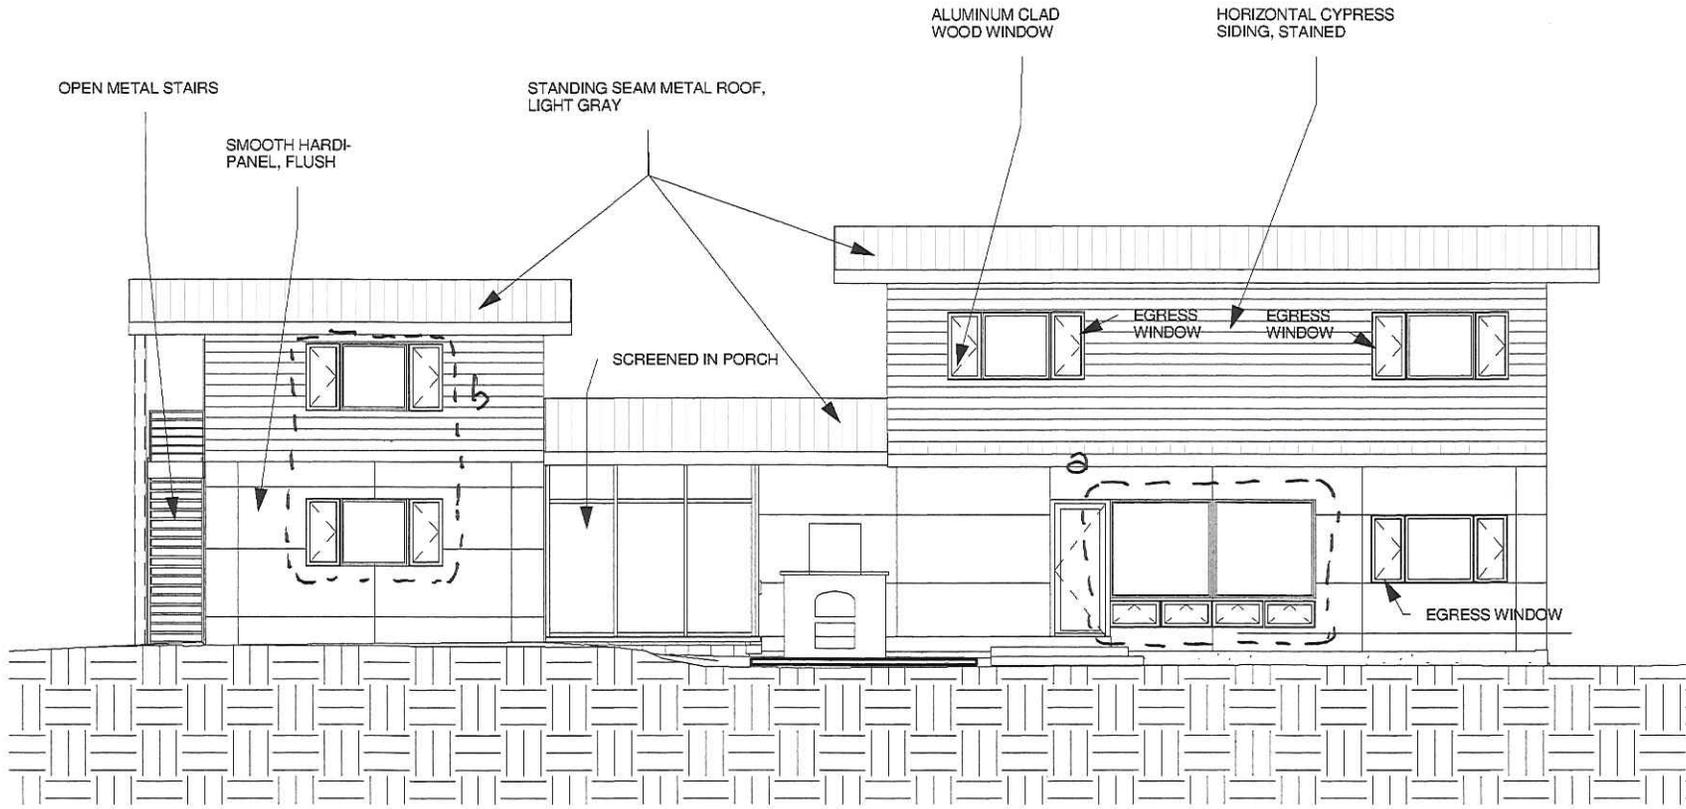 ALUMINUM CLAD
WOOD WINDOW
HORIZONTAL CYPRESS
SIDING, STAINED
OPEN METAL STAIRS
STANDING SEAM METAL ROOF,
LIGHT GRAY
SMOOTH HARDI-
PANEL, FLUSH
EGRESS
WINDOW
EGRESS
WINDOW
SCREENED IN PORCH
b
a
EGRESS WINDOW